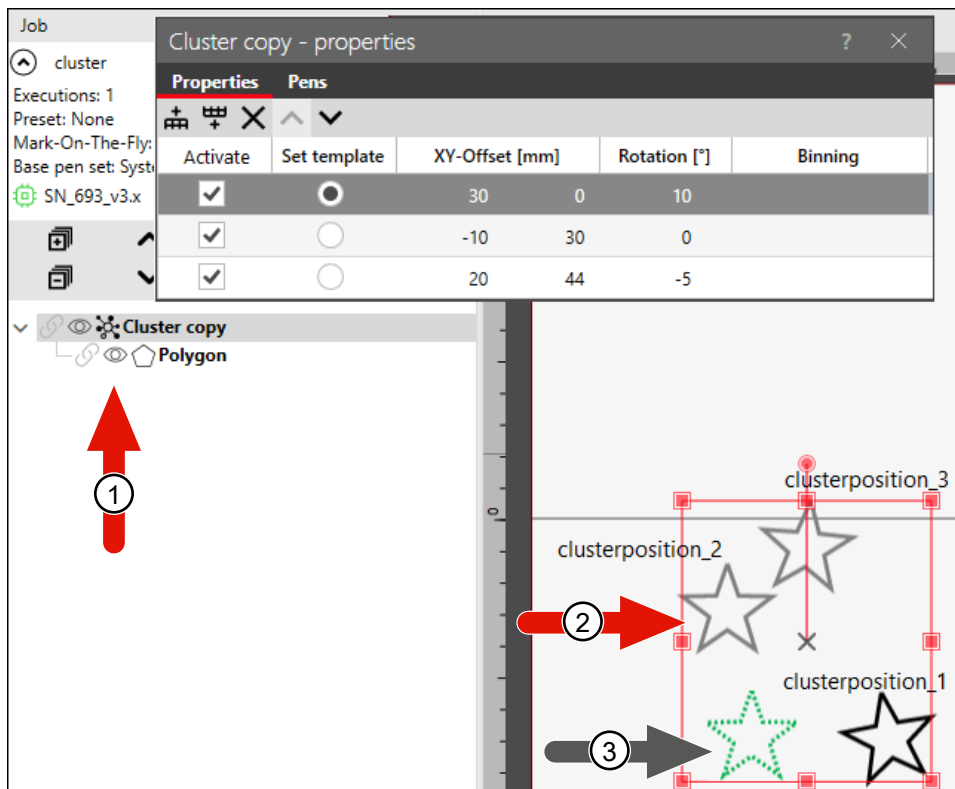 Job
cluster
Executions: 1
Preset: None
Mark-On-The-Fly:
Base pen set: Syst
SN_693_v3.x
Cluster copy - properties
? ×
Properties Pens
Activate Set template XY-Offset [mm] Rotation [°] Binning
30 0 10
-10 30 0
20 44 -5
Cluster copy
Polygon
1
0
clusterposition_3
clusterposition_2
2
clusterposition_1
3